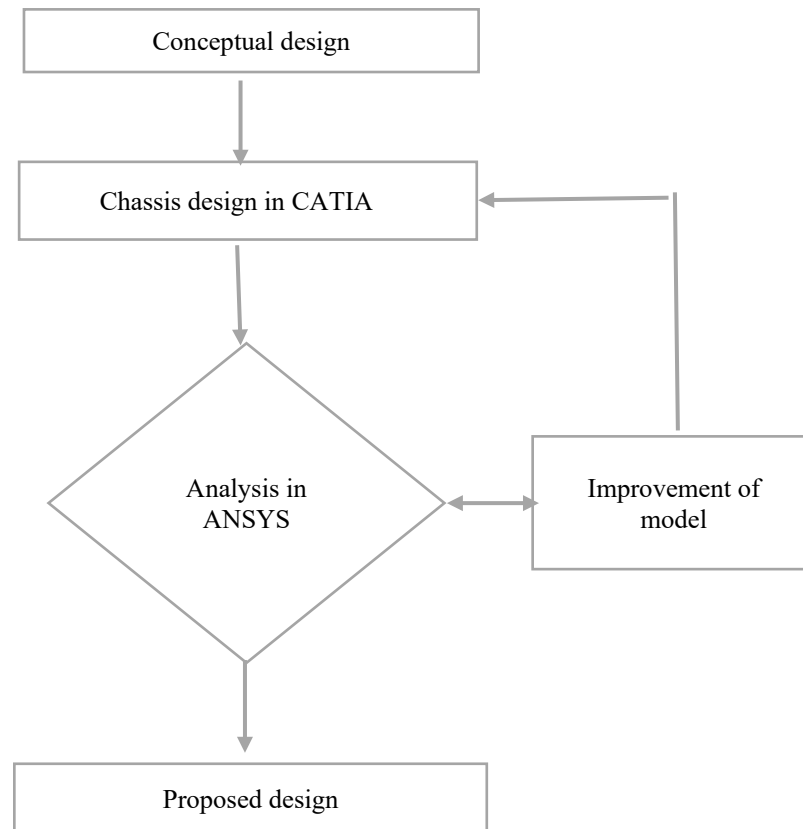 Conceptual design
Chassis design in CATIA
Analysis in
ANSYS
Improvement of
model
Proposed design